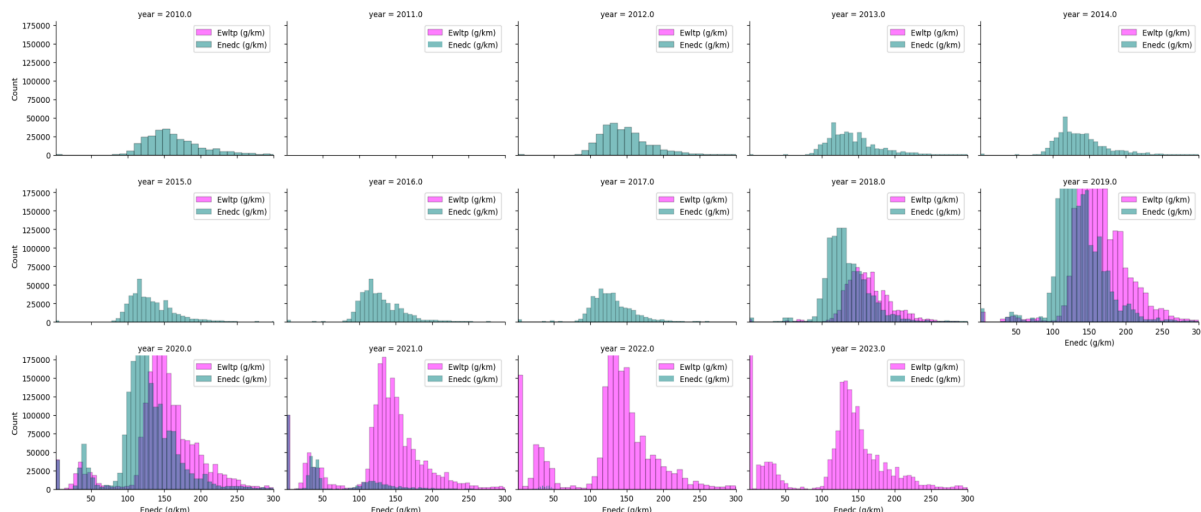 year = 2010.0
year = 2011.0
year = 2012.0
year = 2013.0
year = 2014.0
175000
150000
125000
100000
75000
50000
25000
0
Count
Ewltp (g/km)
Enedc (g/km)
Ewltp (g/km)
Enedc (g/km)
Ewltp (g/km)
Enedc (g/km)
Ewltp (g/km)
Enedc (g/km)
Ewltp (g/km)
Enedc (g/km)
year = 2015.0
year = 2016.0
year = 2017.0
year = 2018.0
year = 2019.0
175000
150000
125000
100000
75000
50000
25000
0
Count
Ewltp (g/km)
Enedc (g/km)
Ewltp (g/km)
Enedc (g/km)
Ewltp (g/km)
Enedc (g/km)
Ewltp (g/km)
Enedc (g/km)
Ewltp (g/km)
Enedc (g/km)
50 100 150 200 250
Enedc (g/km)
year = 2020.0
year = 2021.0
year = 2022.0
year = 2023.0
175000
150000
125000
100000
75000
50000
25000
0
Count
Ewltp (g/km)
Enedc (g/km)
Ewltp (g/km)
Enedc (g/km)
Ewltp (g/km)
Enedc (g/km)
Ewltp (g/km)
Enedc (g/km)
50 100 150 200 250 300
50 100 150 200 250 300
50 100 150 200 250 300
50 100 150 200 250 300
Enedc (g/km)
Enedc (g/km)
Enedc (g/km)
Enedc (g/km)